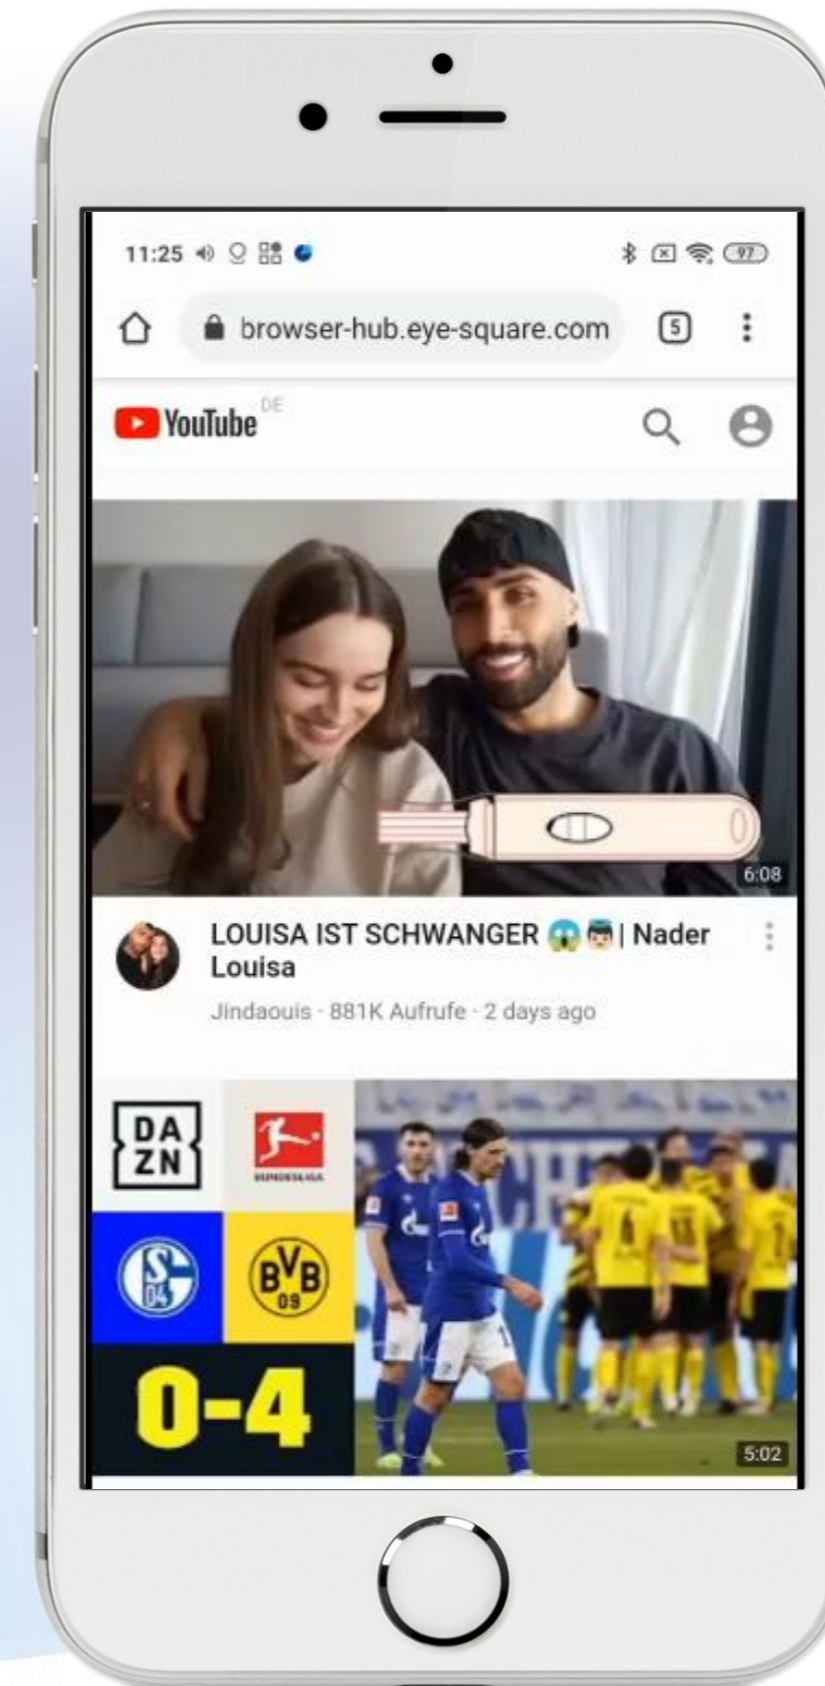 11:25
97
browser-hub.eye-square.com
5
YouTube DE
6:08
LOUISA IST SCHWANGER 😱👼| Nader
Louisa
Jindaouis · 881K Aufrufe · 2 days ago
DA
ZN
BUNDESLIGA
S
04
BVB
09
0-4
5:02